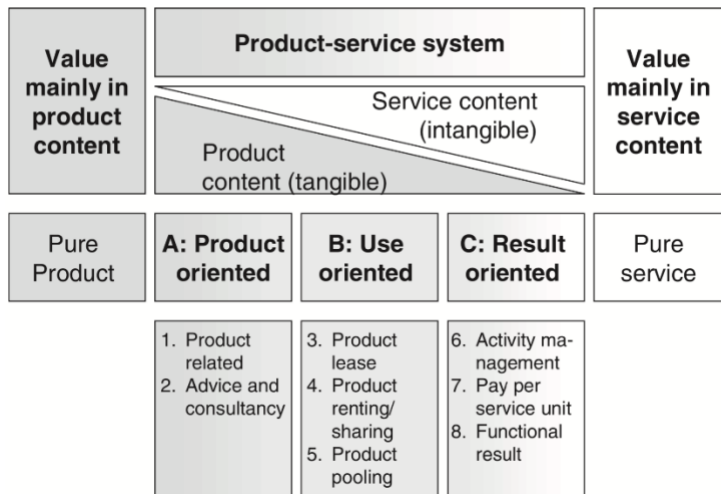 Value
mainly in
product
content
Product-service system
Service content
(intangible)
Product
content (tangible)
Value
mainly in
service
content
Pure
Product
A: Product
oriented
B: Use
oriented
C: Result
oriented
Pure
service
1. Product
related
2. Advice and
consultancy
3. Product
lease
4. Product
renting/
sharing
5. Product
pooling
6. Activity ma-
nagement
7. Pay per
service unit
8. Functional
result